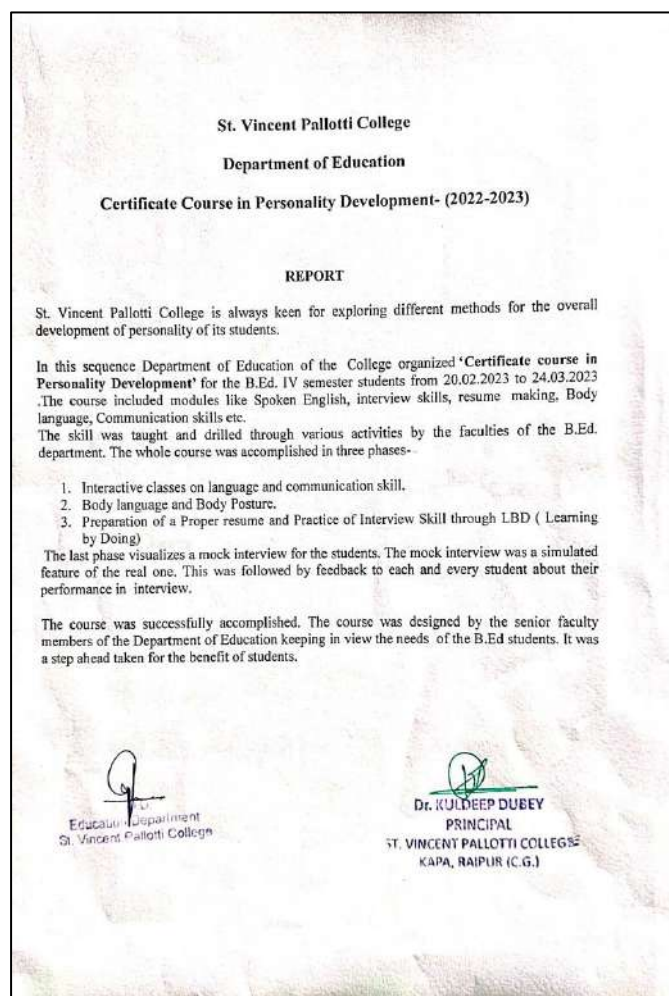 St. Vincent Pallotti College
Department of Education
Certificate Course in Personality Development- (2022-2023)
REPORT
St. Vincent Pallotti College is always keen for exploring different methods for the overall
development of personality of its students.
In this sequence Department of Education of the College organized ‘Certificate course in
Personality Development’ for the B.Ed. IV semester students from 20.02.2023 to 24.03.2023
.The course included modules like Spoken English, interview skills, resume making, Body
language, Communication skills etc.
The skill was taught and drilled through various activities by the faculties of the B.Ed.
department. The whole course was accomplished in three phases-
1. Interactive classes on language and communication skill.
2. Body language and Body Posture.
3. Preparation of a Proper resume and Practice of Interview Skill through LBD ( Learning
by Doing)
The last phase visualizes a mock interview for the students. The mock interview was a simulated
feature of the real one. This was followed by feedback to each and every student about their
performance in interview.
The course was successfully accomplished. The course was designed by the senior faculty
members of the Department of Education keeping in view the needs of the B.Ed students. It was
a step ahead taken for the benefit of students.
Education Department
St. Vincent Pallotti College
Dr. KULDEEP DUBEY
PRINCIPAL
ST. VINCENT PALLOTTI COLLEGE
KAPA, RAIPUR (C.G.)